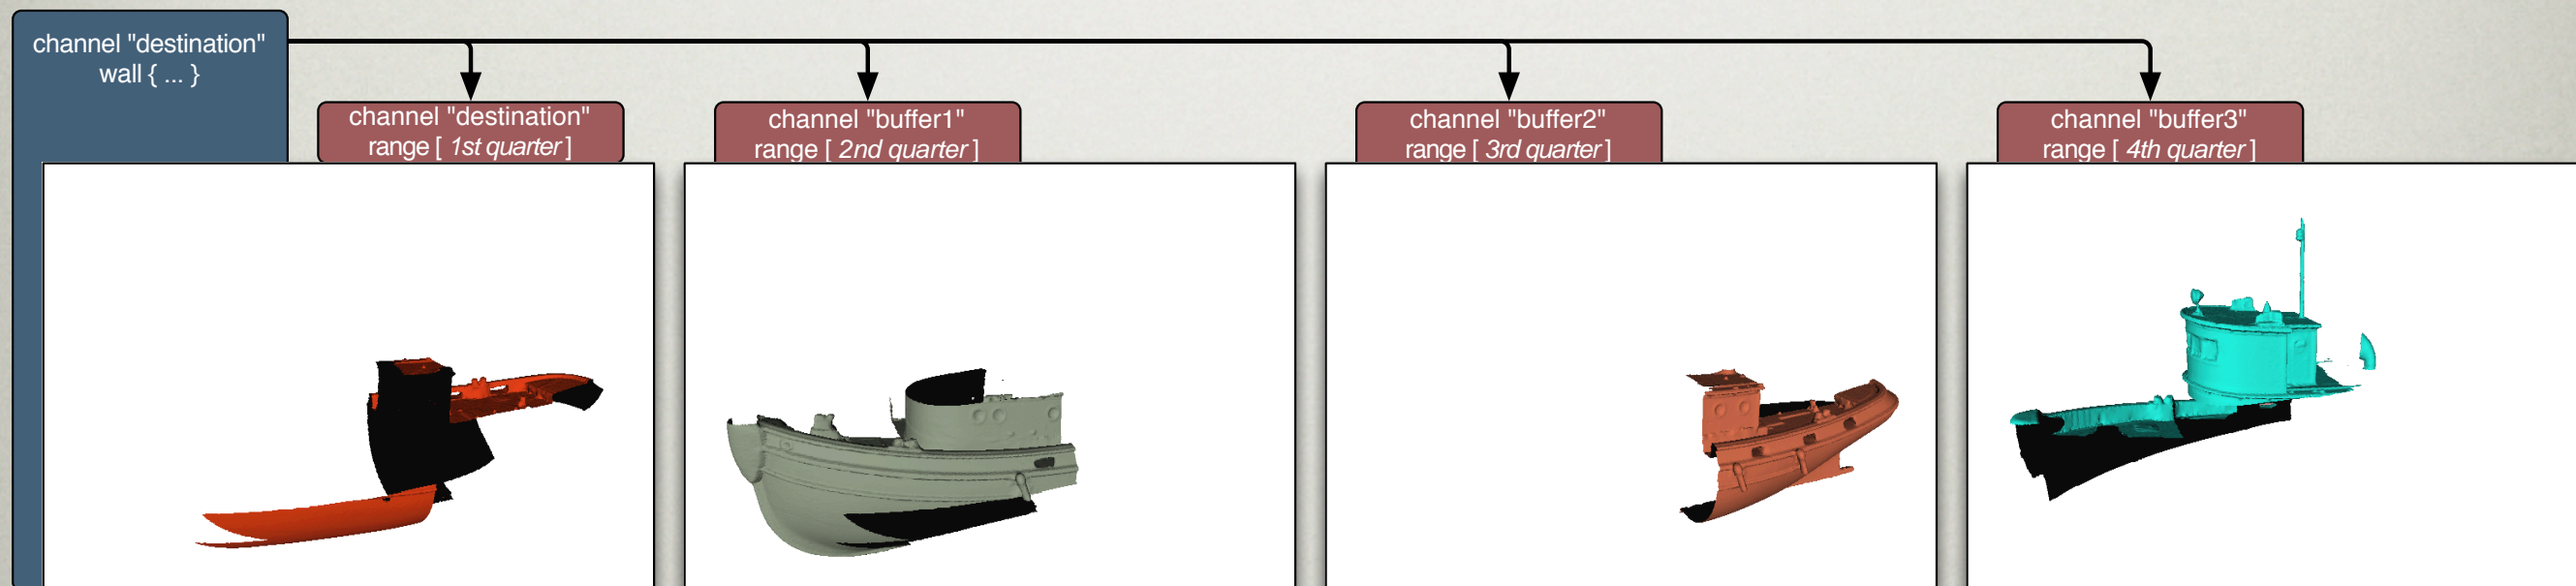 channel "destination"
wall { ... }
channel "destination"
range [ 1st quarter ]
channel "buffer1"
range [ 2nd quarter ]
channel "buffer2"
range [ 3rd quarter ]
channel "buffer3"
range [ 4th quarter ]